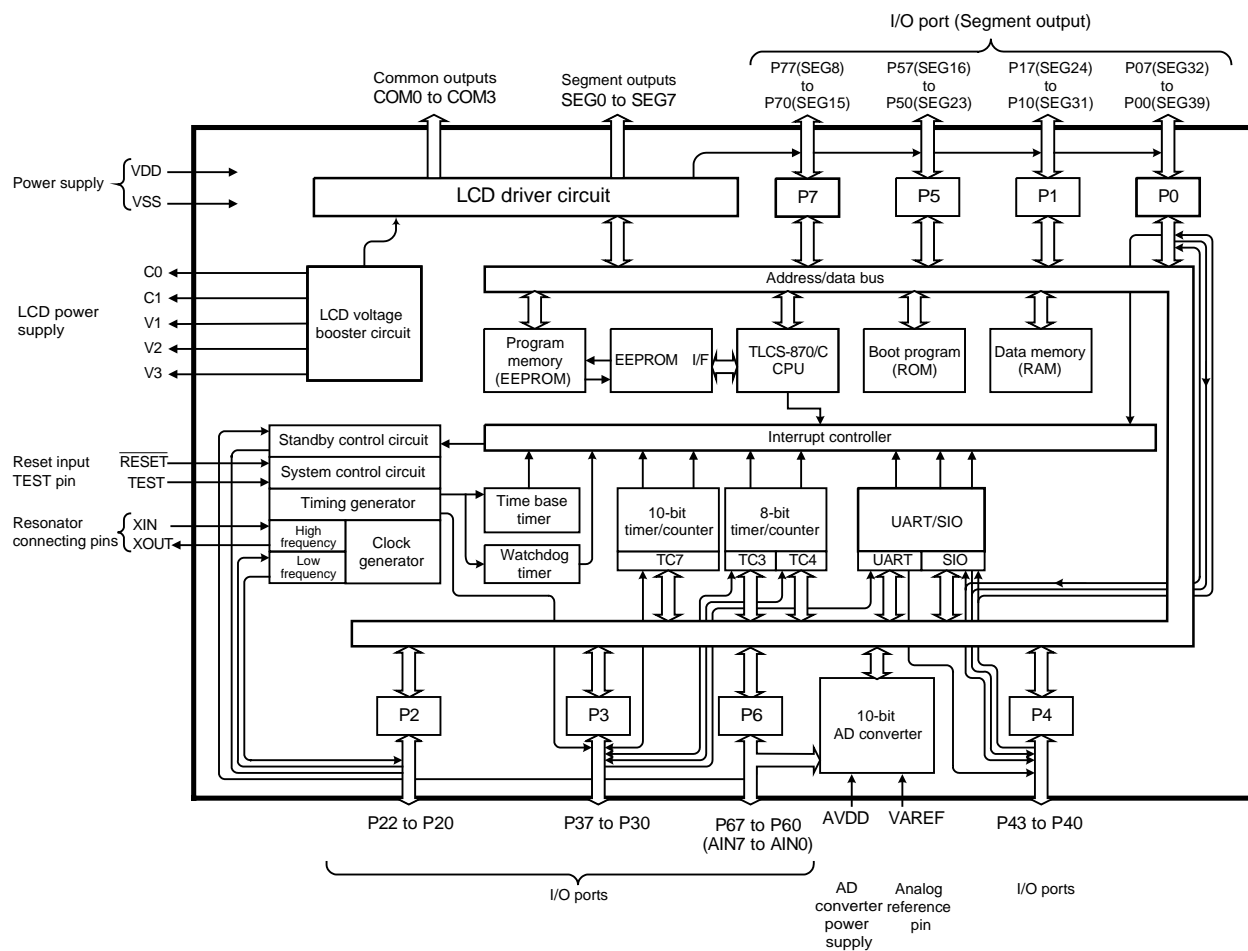 I/O port (Segment output)
Common outputs
COM0 to COM3
Segment outputs
SEG0 to SEG7
P77(SEG8)
to
P70(SEG15)
P57(SEG16)
to
P50(SEG23)
P17(SEG24)
to
P10(SEG31)
P07(SEG32)
to
P00(SEG39)
Power supply
VDD
VSS
LCD driver circuit
P7
P5
P1
P0
LCD power
supply
C0
C1
V1
V2
V3
LCD voltage
booster circuit
Address/data bus
Program
memory
(EEPROM)
EEPROM I/F
TLCS-870/C
CPU
Boot program
(ROM)
Data memory
(RAM)
Interrupt controller
Reset input
TEST pin
RESET
TEST
Resonator
connecting pins
XIN
XOUT
Standby control circuit
System control circuit
Timing generator
High
frequency
Low
frequency
Clock
generator
Time base
timer
Watchdog
timer
10-bit
timer/counter
TC7
8-bit
timer/counter
TC3
TC4
UART/SIO
UART
SIO
P2
P3
P6
10-bit
AD converter
P4
P22 to P20
P37 to P30
P67 to P60
(AIN7 to AIN0)
AVDD
VAREF
P43 to P40
I/O ports
AD
converter
power
supply
Analog
reference
pin
I/O ports